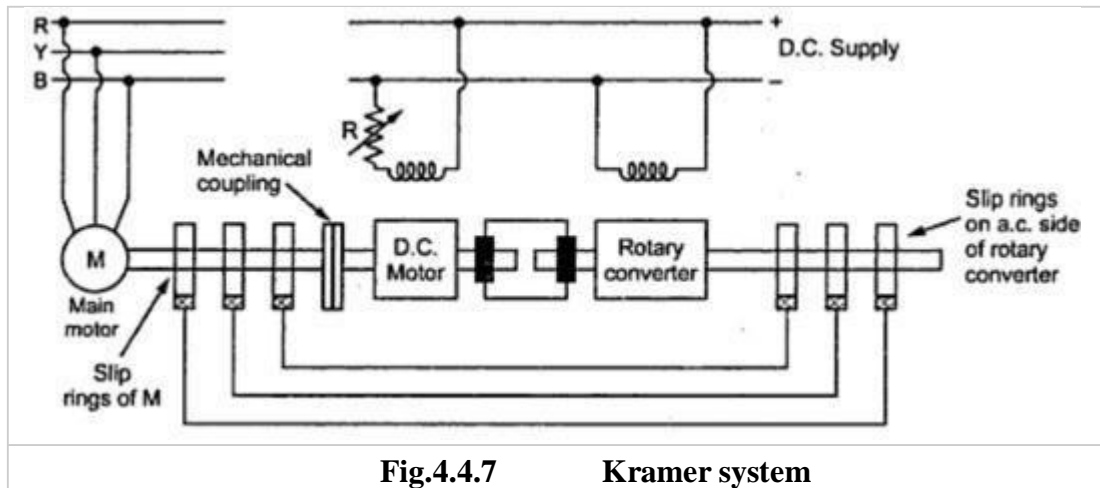 R
Y
B
+
D.C. Supply
–
R
Mechanical
coupling
Slip rings
on a.c. side
of rotary
converter
M
D.C.
Motor
Rotary
converter
Main
motor
Slip
rings of M
Fig.4.4.7 Kramer system